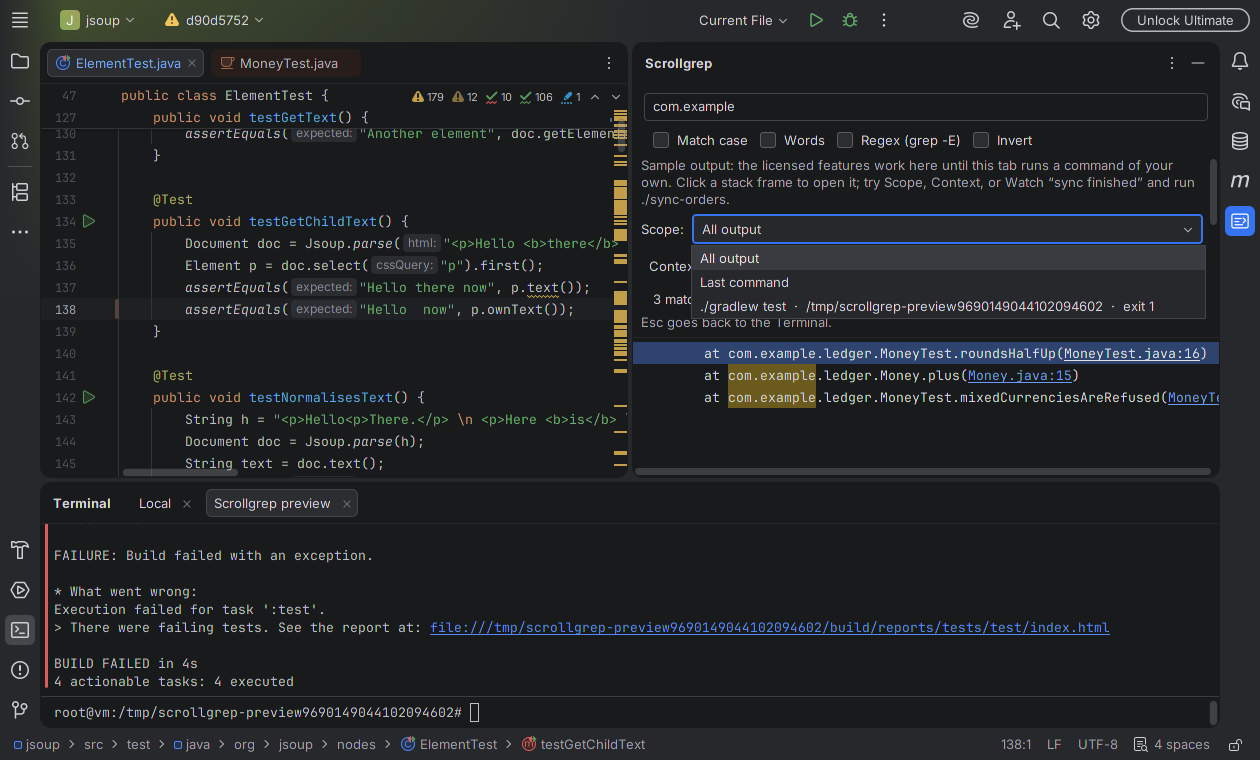 J jsoup d90d5752 Current File Unlock Ultimate
ElementTest.java MoneyTest.java
47 public class ElementTest { 179 12 10 106 1
127 public void testGetText() {
130 assertEquals( expected: "Another element", doc.getElemen
131 }
132
133 @Test
134 public void testGetChildText() {
135 Document doc = Jsoup.parse( html: "<p>Hello <b>there</b>
136 Element p = doc.select( cssQuery: "p").first();
137 assertEquals( expected: "Hello there now", p.text());
138 assertEquals( expected: "Hello  now", p.ownText());
139 }
140
141 @Test
142 public void testNormalisesText() {
143 String h = "<p>Hello<p>There.</p> \n <p>Here <b>is</b>
144 Document doc = Jsoup.parse(h);
145 String text = doc.text();
Scrollgrep
com.example
Match case Words Regex (grep -E) Invert
Sample output: the licensed features work here until this tab runs a command of your
own. Click a stack frame to open it; try Scope, Context, or Watch “sync finished” and run
./sync-orders.
Scope: All output
All output
Contex
Last command
3 matc
./gradlew test · /tmp/scrollgrep-preview9690149044102094602 · exit 1
Esc goes back to the Terminal.
at com.example.ledger.MoneyTest.roundsHalfUp(MoneyTest.java:16)
at com.example.ledger.Money.plus(Money.java:15)
at com.example.ledger.MoneyTest.mixedCurrenciesAreRefused(MoneyTe
Terminal Local Scrollgrep preview
FAILURE: Build failed with an exception.
* What went wrong:
Execution failed for task ':test'.
> There were failing tests. See the report at: file:///tmp/scrollgrep-preview9690149044102094602/build/reports/tests/test/index.html
BUILD FAILED in 4s
4 actionable tasks: 4 executed
root@vm:/tmp/scrollgrep-preview9690149044102094602#
jsoup > src > test > java > org > jsoup > nodes > ElementTest > testGetChildText 138:1 LF UTF-8 4 spaces